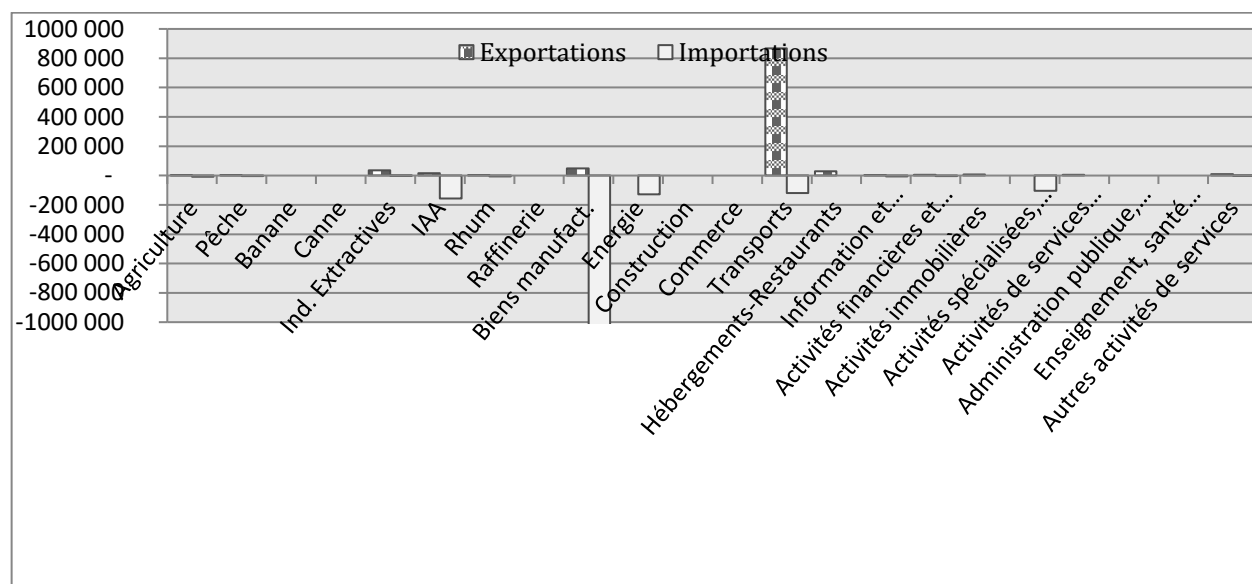 1000 000
800 000
600 000
400 000
200 000
-
-200 000
-400 000
-600 000
-800 000
-1000 000
Exportations Importations
Agriculture
Pêche
Banane
Canne
Ind. Extractives
IAA
Rhum
Raffinerie
Biens manufact.
Energie
Construction
Commerce
Transports
Hébergements-Restaurants
Information et...
Activités financières et...
Activités immobilières
Activités spécialisées,...
Activités de services...
Administration publique,...
Enseignement, santé...
Autres activités de services